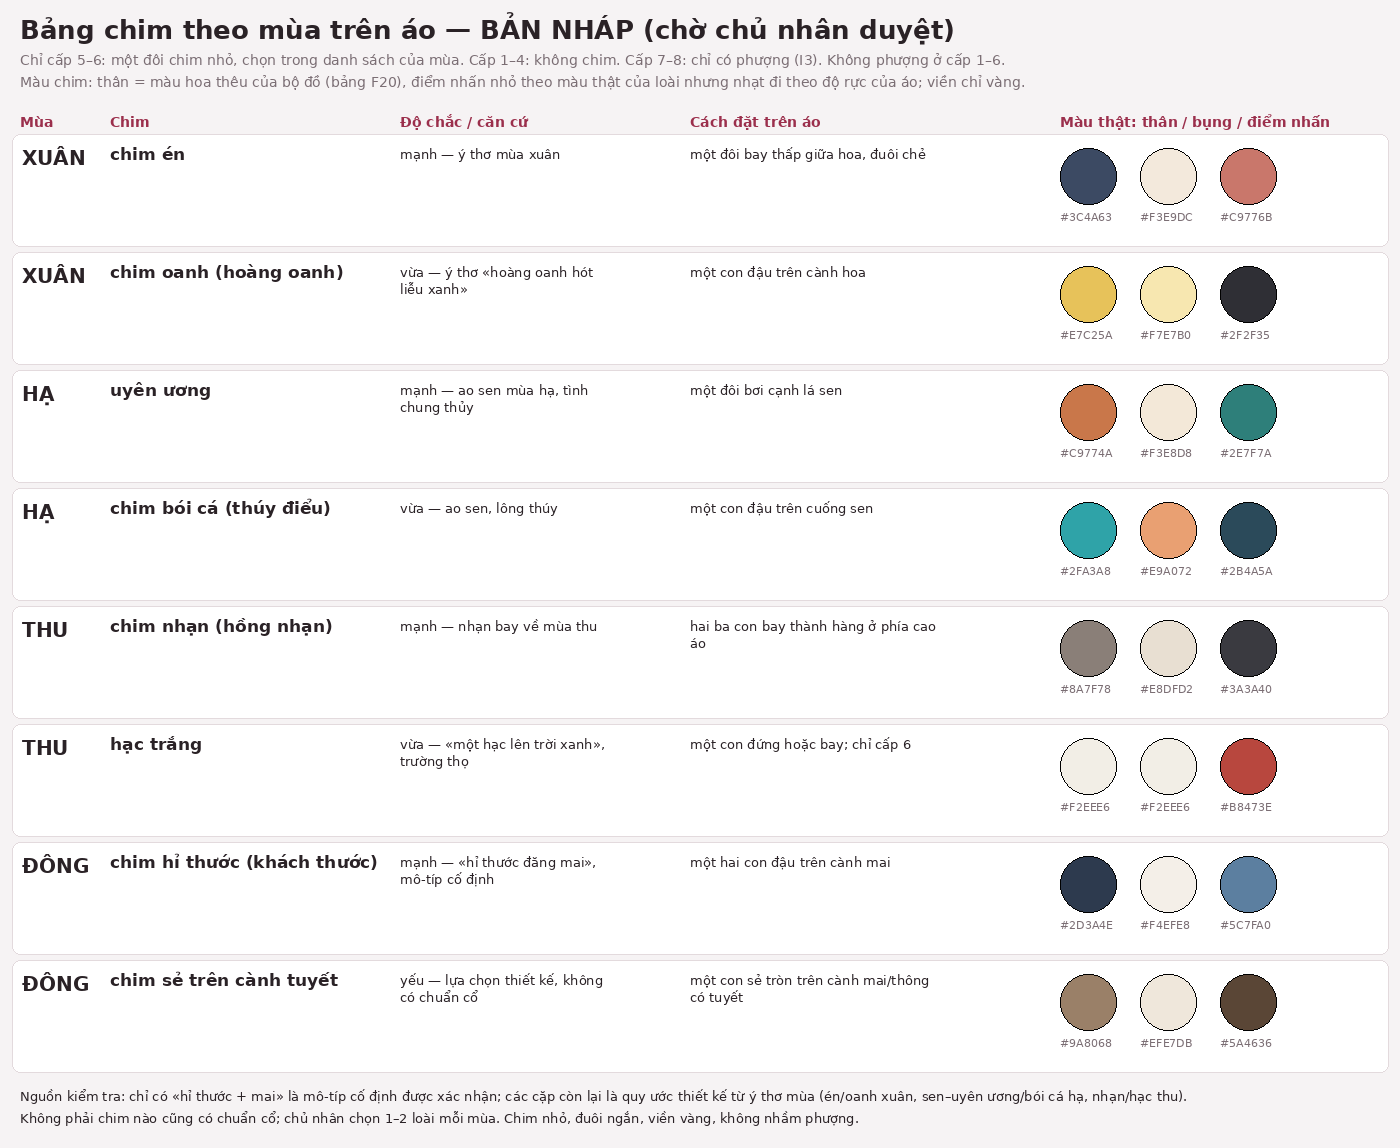 Bảng chim theo mùa trên áo — BẢN NHÁP (chờ chủ nhân duyệt)
Chỉ cấp 5–6: một đôi chim nhỏ, chọn trong danh sách của mùa. Cấp 1–4: không chim. Cấp 7–8: chỉ có phượng (I3). Không phượng ở cấp 1–6.
Màu chim: thân = màu hoa thêu của bộ đồ (bảng F20), điểm nhấn nhỏ theo màu thật của loài nhưng nhạt đi theo độ rực của áo; viền chỉ vàng.
Mùa Chim Độ chắc / căn cứ Cách đặt trên áo Màu thật: thân / bụng / điểm nhấn
XUÂN chim én mạnh — ý thơ mùa xuân một đôi bay thấp giữa hoa, đuôi chẻ
#3C4A63 #F3E9DC #C9776B
XUÂN chim oanh (hoàng oanh) vừa — ý thơ «hoàng oanh hót một con đậu trên cành hoa
liễu xanh»
#E7C25A #F7E7B0 #2F2F35
HẠ uyên ương mạnh — ao sen mùa hạ, tình một đôi bơi cạnh lá sen
chung thủy
#C9774A #F3E8D8 #2E7F7A
HẠ chim bói cá (thúy điểu) vừa — ao sen, lông thúy một con đậu trên cuống sen
#2FA3A8 #E9A072 #2B4A5A
THU chim nhạn (hồng nhạn) mạnh — nhạn bay về mùa thu hai ba con bay thành hàng ở phía cao
áo
#8A7F78 #E8DFD2 #3A3A40
THU hạc trắng vừa — «một hạc lên trời xanh», một con đứng hoặc bay; chỉ cấp 6
trường thọ
#F2EEE6 #F2EEE6 #B8473E
ĐÔNG chim hỉ thước (khách thước) mạnh — «hỉ thước đăng mai», một hai con đậu trên cành mai
mô-típ cố định
#2D3A4E #F4EFE8 #5C7FA0
ĐÔNG chim sẻ trên cành tuyết yếu — lựa chọn thiết kế, không một con sẻ tròn trên cành mai/thông
có chuẩn cổ có tuyết
#9A8068 #EFE7DB #5A4636
Nguồn kiểm tra: chỉ có «hỉ thước + mai» là mô-típ cố định được xác nhận; các cặp còn lại là quy ước thiết kế từ ý thơ mùa (én/oanh xuân, sen–uyên ương/bói cá hạ, nhạn/hạc thu).
Không phải chim nào cũng có chuẩn cổ; chủ nhân chọn 1–2 loài mỗi mùa. Chim nhỏ, đuôi ngắn, viền vàng, không nhầm phượng.